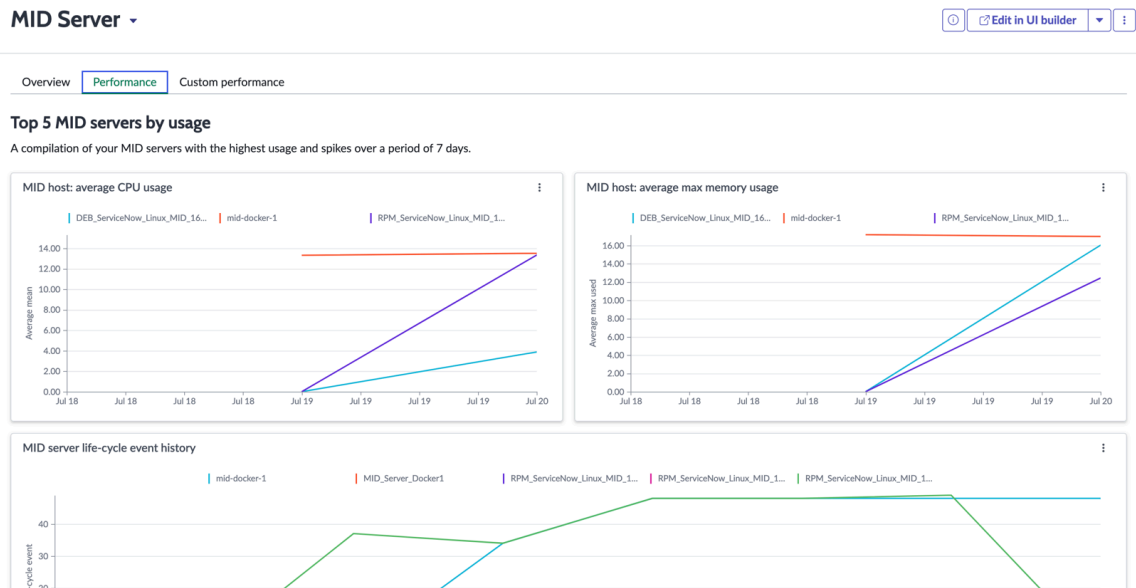 MID Server
Edit in UI builder
Overview Performance Custom performance
Top 5 MID servers by usage
A compilation of your MID servers with the highest usage and spikes over a period of 7 days.
MID host: average CPU usage
DEB_ServiceNow_Linux_MID_16... mid-docker-1 RPM_ServiceNow_Linux_MID_1...
Average mean
14.00
12.00
10.00
8.00
6.00
4.00
2.00
0.00
Jul 18 Jul 18 Jul 18 Jul 18 Jul 19 Jul 19 Jul 19 Jul 19 Jul 20
MID host: average max memory usage
DEB_ServiceNow_Linux_MID_16... mid-docker-1 RPM_ServiceNow_Linux_MID_1...
Average max used
16.00
14.00
12.00
10.00
8.00
6.00
4.00
2.00
0.00
Jul 18 Jul 18 Jul 18 Jul 18 Jul 19 Jul 19 Jul 19 Jul 19 Jul 20
MID server life-cycle event history
mid-docker-1 MID_Server_Docker1 RPM_ServiceNow_Linux_MID_1... RPM_ServiceNow_Linux_MID_1... RPM_ServiceNow_Linux_MID_1...
cycle event
40
30
20